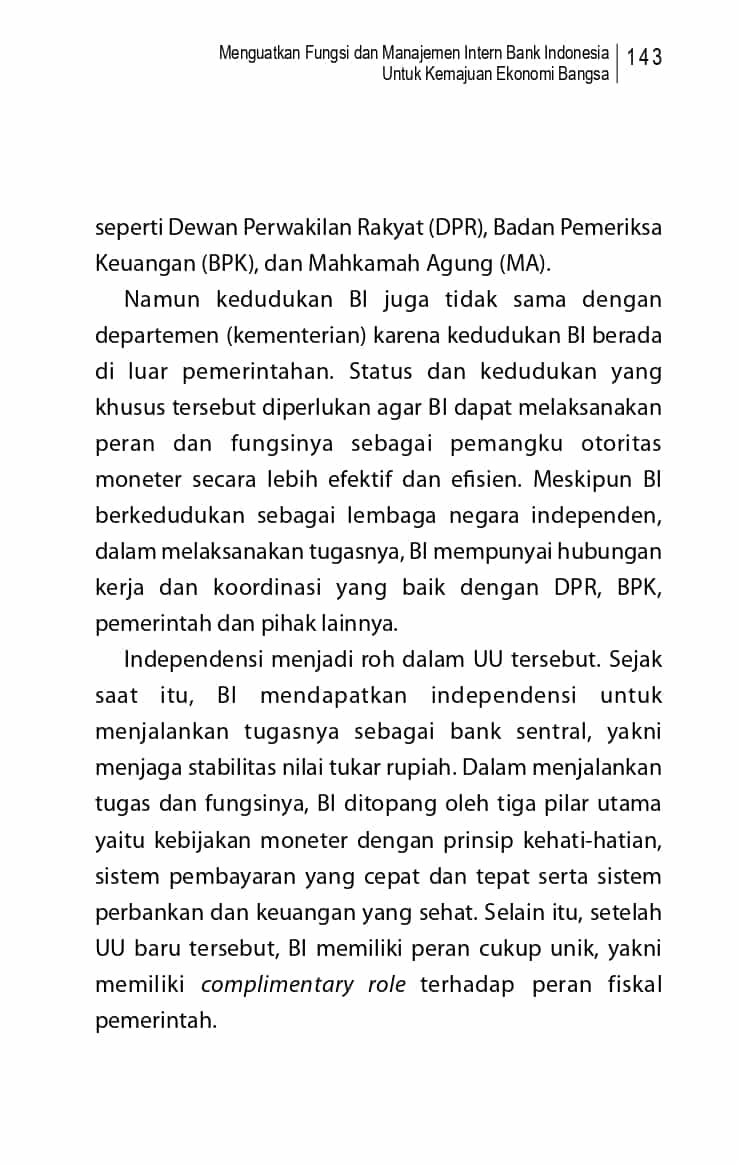 Menguatkan Fungsi dan Manajemen Intern Bank Indonesia
Untuk Kemajuan Ekonomi Bangsa
143
seperti Dewan Perwakilan Rakyat (DPR), Badan Pemeriksa
Keuangan (BPK), dan Mahkamah Agung (MA).
Namun kedudukan BI juga tidak sama dengan
departemen (kementerian) karena kedudukan BI berada
di luar pemerintahan. Status dan kedudukan yang
khusus tersebut diperlukan agar BI dapat melaksanakan
peran dan fungsinya sebagai pemangku otoritas
moneter secara lebih efektif dan efisien. Meskipun BI
berkedudukan sebagai lembaga negara independen,
dalam melaksanakan tugasnya, BI mempunyai hubungan
kerja dan koordinasi yang baik dengan DPR, BPK,
pemerintah dan pihak lainnya.
Independensi menjadi roh dalam UU tersebut. Sejak
saat itu, BI mendapatkan independensi untuk
menjalankan tugasnya sebagai bank sentral, yakni
menjaga stabilitas nilai tukar rupiah. Dalam menjalankan
tugas dan fungsinya, BI ditopang oleh tiga pilar utama
yaitu kebijakan moneter dengan prinsip kehati-hatian,
sistem pembayaran yang cepat dan tepat serta sistem
perbankan dan keuangan yang sehat. Selain itu, setelah
UU baru tersebut, BI memiliki peran cukup unik, yakni
memiliki complimentary role terhadap peran fiskal
pemerintah.